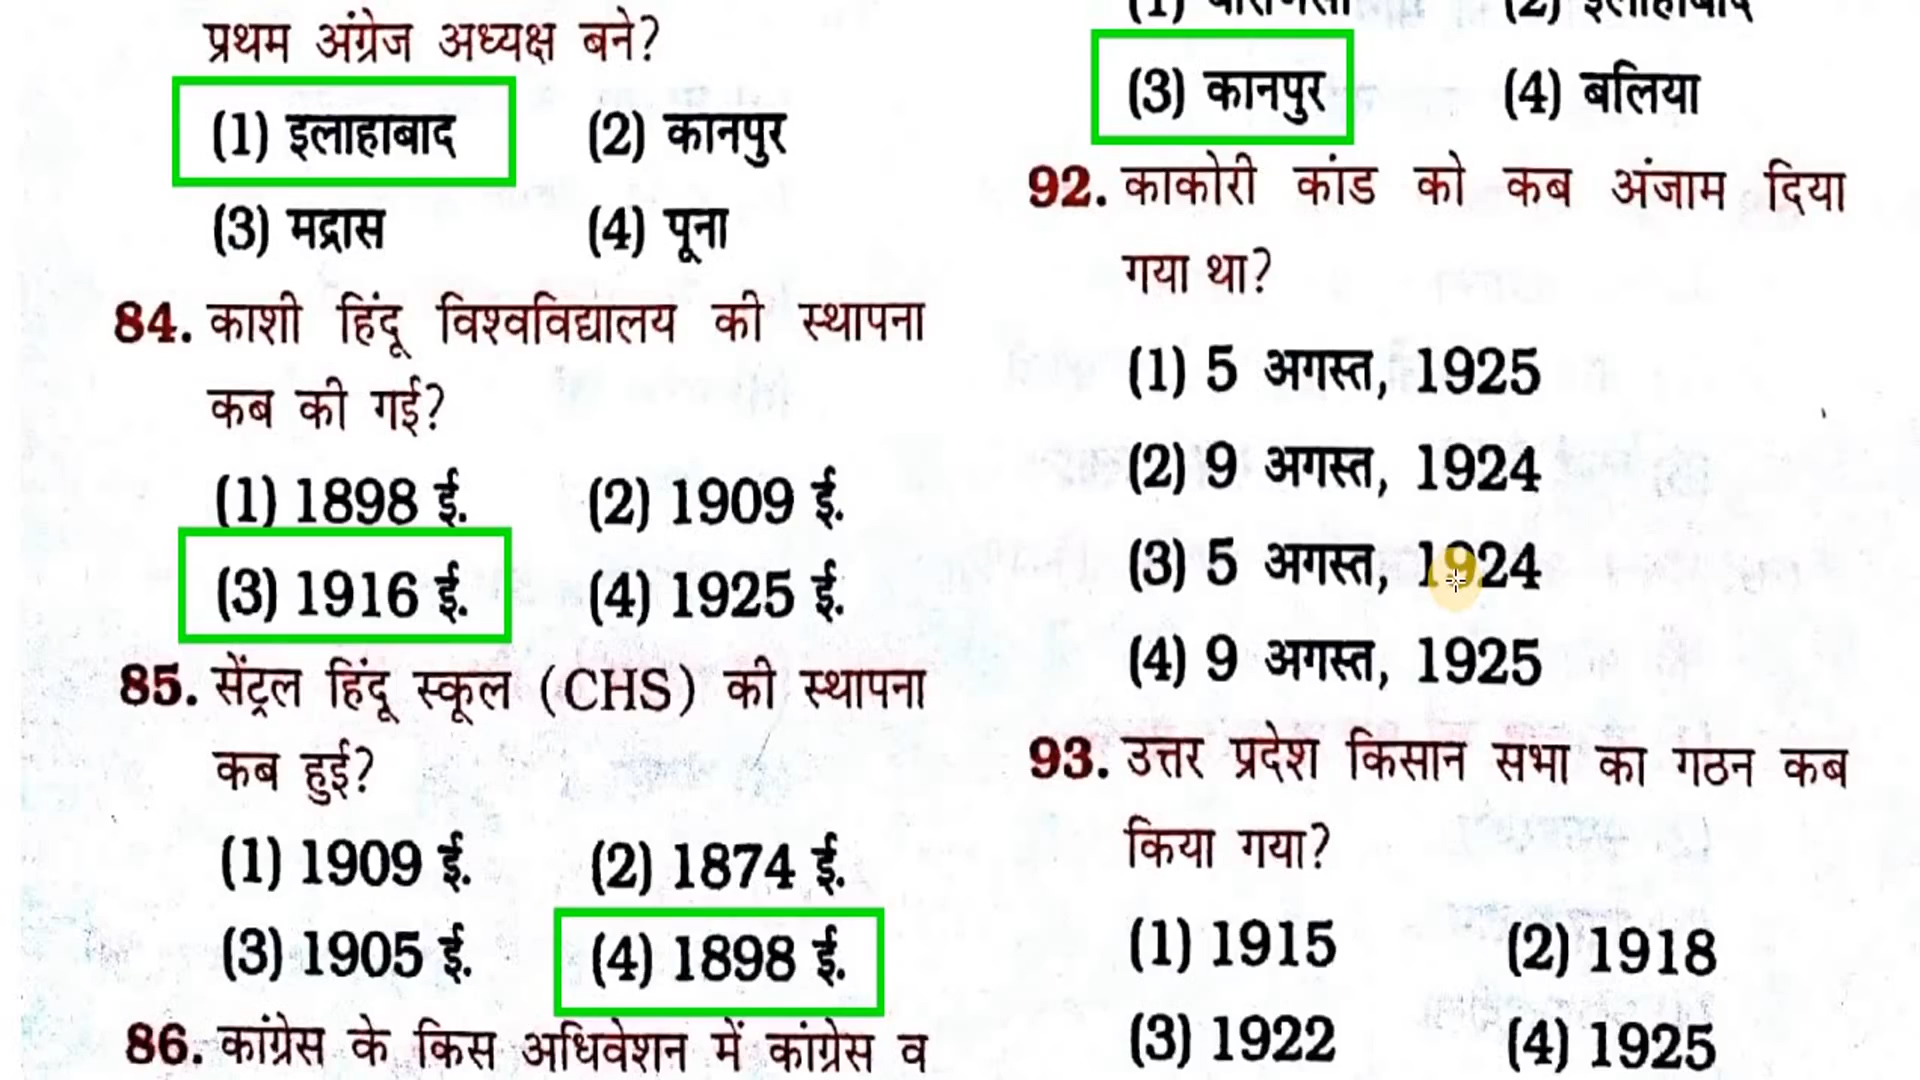 प्रथम अंग्रेज अध्यक्ष बने?
(1) इलाहाबाद (2) कानपुर
(3) मद्रास (4) पूना
84. काशी हिंदू विश्वविद्यालय की स्थापना
कब की गई?
(1) 1898 ई. (2) 1909 ई.
(3) 1916 ई. (4) 1925 ई.
85. सेंट्रल हिंदू स्कूल (CHS) की स्थापना
कब हुई?
(1) 1909 ई. (2) 1874 ई.
(3) 1905 ई. (4) 1898 ई.
86. कांग्रेस के किस अधिवेशन में कांग्रेस व
(2) इलाहाबाद
(3) कानपुर (4) बलिया
92. काकोरी कांड को कब अंजाम दिया
गया था?
(1) 5 अगस्त, 1925
(2) 9 अगस्त, 1924
(3) 5 अगस्त, 1924
(4) 9 अगस्त, 1925
93. उत्तर प्रदेश किसान सभा का गठन कब
किया गया?
(1) 1915 (2) 1918
(3) 1922 (4) 1925